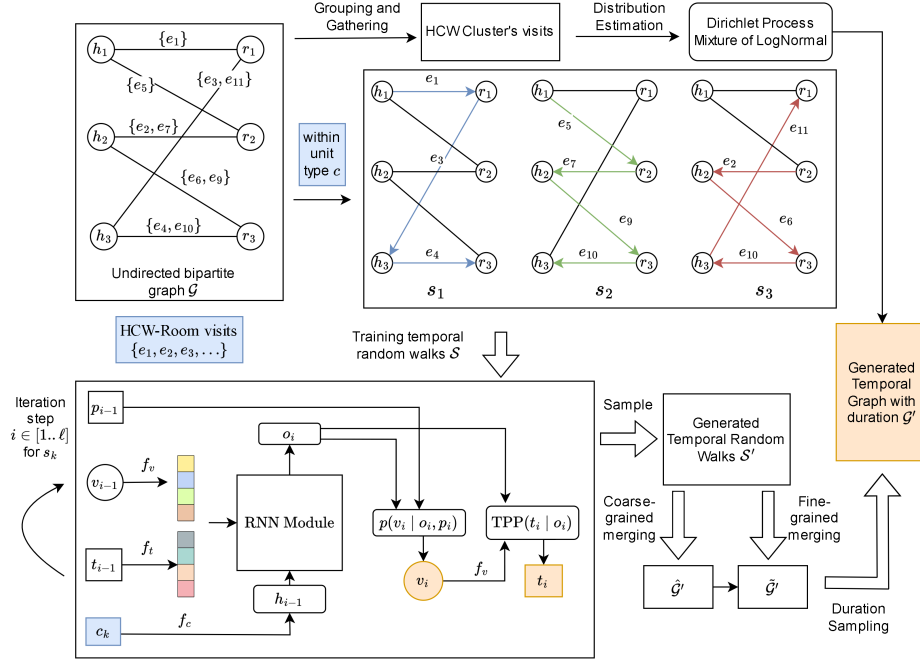 Grouping and
Gathering
HCW Cluster's visits
Distribution
Estimation
Dirichlet Process
Mixture of LogNormal
h₁
{e₁}
r₁
{e₅}
{e₃, e₁₁}
h₂
{e₂, e₇}
r₂
{e₆, e₉}
h₃
{e₄, e₁₀}
r₃
Undirected bipartite
graph 𝒢
within
unit
type c
h₁
e₁
r₁
e₃
h₂
r₂
h₃
e₄
r₃
s₁
h₁
r₁
e₅
e₇
h₂
r₂
e₉
h₃
e₁₀
r₃
s₂
h₁
r₁
e₁₁
e₂
h₂
r₂
e₆
h₃
e₁₀
r₃
s₃
HCW-Room visits
{e₁, e₂, e₃, …}
Training temporal
random walks 𝒮
Generated
Temporal
Graph with
duration 𝒢′
Iteration
step
i ∈ [1..ℓ]
for sₖ
pᵢ₋₁
vᵢ₋₁
fᵥ
tᵢ₋₁
fₜ
cₖ
f_c
oᵢ
RNN Module
hᵢ₋₁
p(vᵢ | oᵢ, pᵢ)
TPP(tᵢ | oᵢ)
vᵢ
fᵥ
tᵢ
Sample
Generated
Temporal Random
Walks 𝒮′
Coarse-
grained
merging
Fine-
grained
merging
𝒢̂′
𝒢̃′
Duration
Sampling